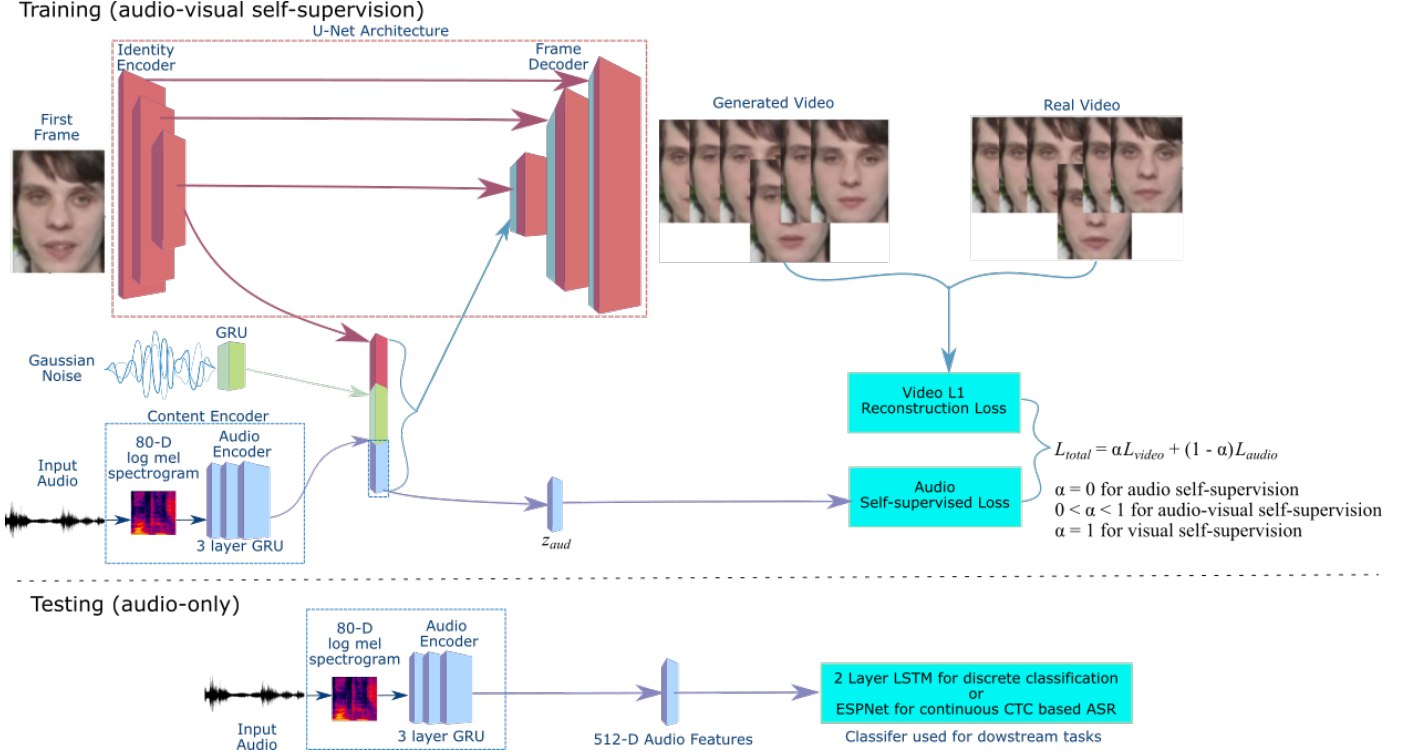 Training (audio-visual self-supervision)
U-Net Architecture
Identity
Encoder
Frame
Decoder
First
Frame
Generated Video
Real Video
Gaussian
Noise
GRU
Content Encoder
80-D
log mel
spectrogram
Audio
Encoder
3 layer GRU
Input
Audio
z_aud
Video L1
Reconstruction Loss
Audio
Self-supervised Loss
L_total = αL_video + (1 - α)L_audio
α = 0 for audio self-supervision
0 < α < 1 for audio-visual self-supervision
α = 1 for visual self-supervision
Testing (audio-only)
80-D
log mel
spectrogram
Audio
Encoder
3 layer GRU
Input
Audio
512-D Audio Features
2 Layer LSTM for discrete classification
or
ESPNet for continuous CTC based ASR
Classifer used for dowstream tasks